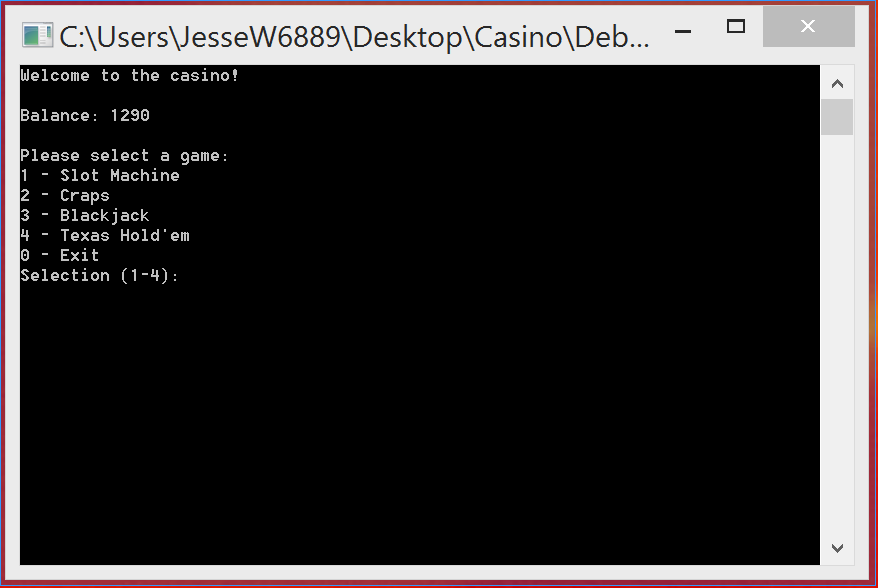 C:\Users\JesseW6889\Desktop\Casino\Deb...
Welcome to the casino!
Balance: 1290
Please select a game:
1 - Slot Machine
2 - Craps
3 - Blackjack
4 - Texas Hold'em
0 - Exit
Selection (1-4):